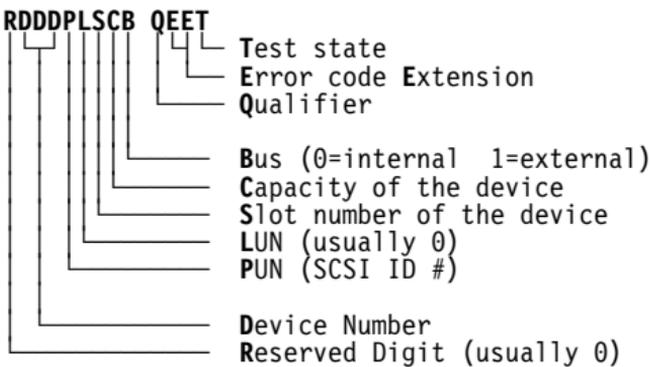 RDDDPLSCB QEET
Test state
Error code Extension
Qualifier
Bus (0=internal 1=external)
Capacity of the device
Slot number of the device
LUN (usually 0)
PUN (SCSI ID #)
Device Number
Reserved Digit (usually 0)